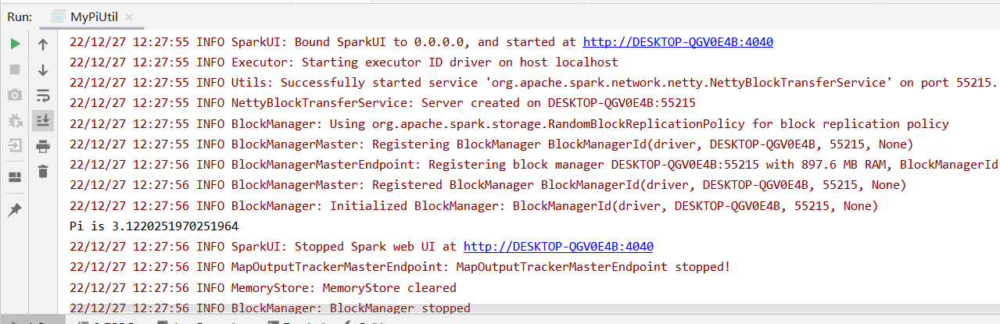 Run: MyPiUtil
22/12/27 12:27:55 INFO SparkUI: Bound SparkUI to 0.0.0.0, and started at http://DESKTOP-QGV0E4B:4040
22/12/27 12:27:55 INFO Executor: Starting executor ID driver on host localhost
22/12/27 12:27:55 INFO Utils: Successfully started service 'org.apache.spark.network.netty.NettyBlockTransferService' on port 55215.
22/12/27 12:27:55 INFO NettyBlockTransferService: Server created on DESKTOP-QGV0E4B:55215
22/12/27 12:27:55 INFO BlockManager: Using org.apache.spark.storage.RandomBlockReplicationPolicy for block replication policy
22/12/27 12:27:55 INFO BlockManagerMaster: Registering BlockManager BlockManagerId(driver, DESKTOP-QGV0E4B, 55215, None)
22/12/27 12:27:56 INFO BlockManagerMasterEndpoint: Registering block manager DESKTOP-QGV0E4B:55215 with 897.6 MB RAM, BlockManagerId
22/12/27 12:27:56 INFO BlockManagerMaster: Registered BlockManager BlockManagerId(driver, DESKTOP-QGV0E4B, 55215, None)
22/12/27 12:27:56 INFO BlockManager: Initialized BlockManager: BlockManagerId(driver, DESKTOP-QGV0E4B, 55215, None)
Pi is 3.1220251970251964
22/12/27 12:27:56 INFO SparkUI: Stopped Spark web UI at http://DESKTOP-QGV0E4B:4040
22/12/27 12:27:56 INFO MapOutputTrackerMasterEndpoint: MapOutputTrackerMasterEndpoint stopped!
22/12/27 12:27:56 INFO MemoryStore: MemoryStore cleared
22/12/27 12:27:56 INFO BlockManager: BlockManager stopped